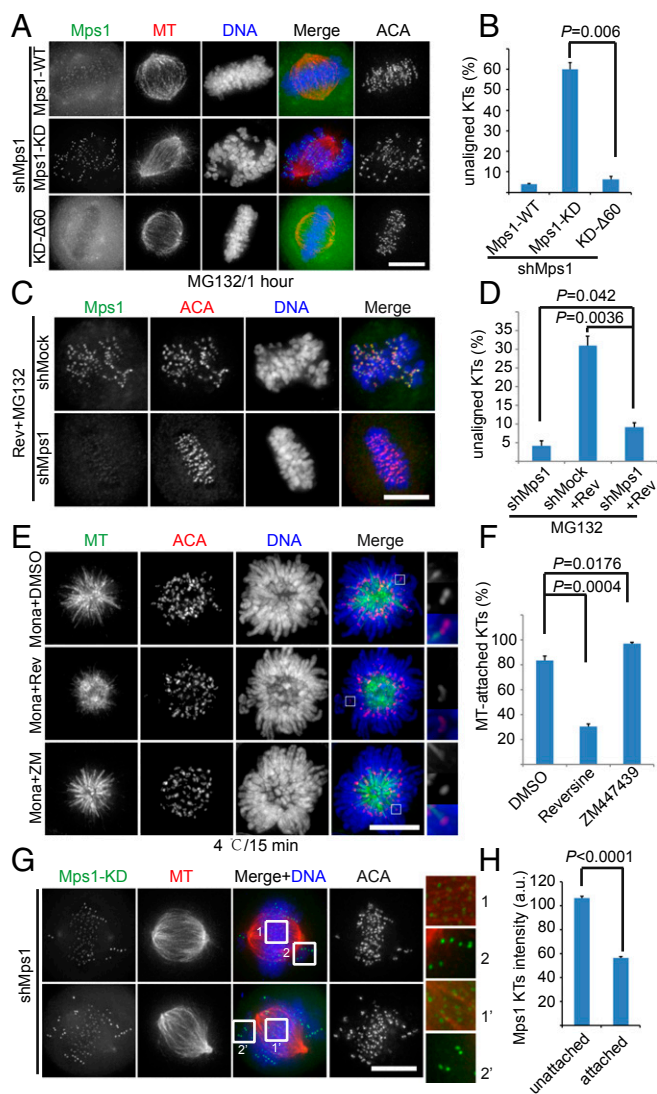 A
Mps1 MT DNA Merge ACA
shMps1
Mps1-WT
Mps1-KD
KD-Δ60
MG132/1 hour
B
P=0.006
unaligned KTs (%)
60
50
40
30
20
10
Mps1-WT
Mps1-KD
KD-Δ60
shMps1
C
Mps1 ACA DNA Merge
Rev+MG132
shMock
shMps1
D
P=0.042
P=0.0036
unaligned KTs (%)
35
30
25
20
15
10
5
shMps1
shMock
+Rev
shMps1
+Rev
MG132
E
MT ACA DNA Merge
Mona+DMSO
Mona+Rev
Mona+ZM
4 C/15 min
F
P=0.0176
P=0.0004
MT-attached KTs (%)
100
80
60
40
20
DMSO
Reversine
ZM447439
G
Mps1-KD MT Merge+DNA ACA
shMps1
1
2
1'
2'
1
2
1'
2'
H
P<0.0001
Mps1 KTs intensity (a.u.)
120
100
80
60
40
20
0
unattached
attached